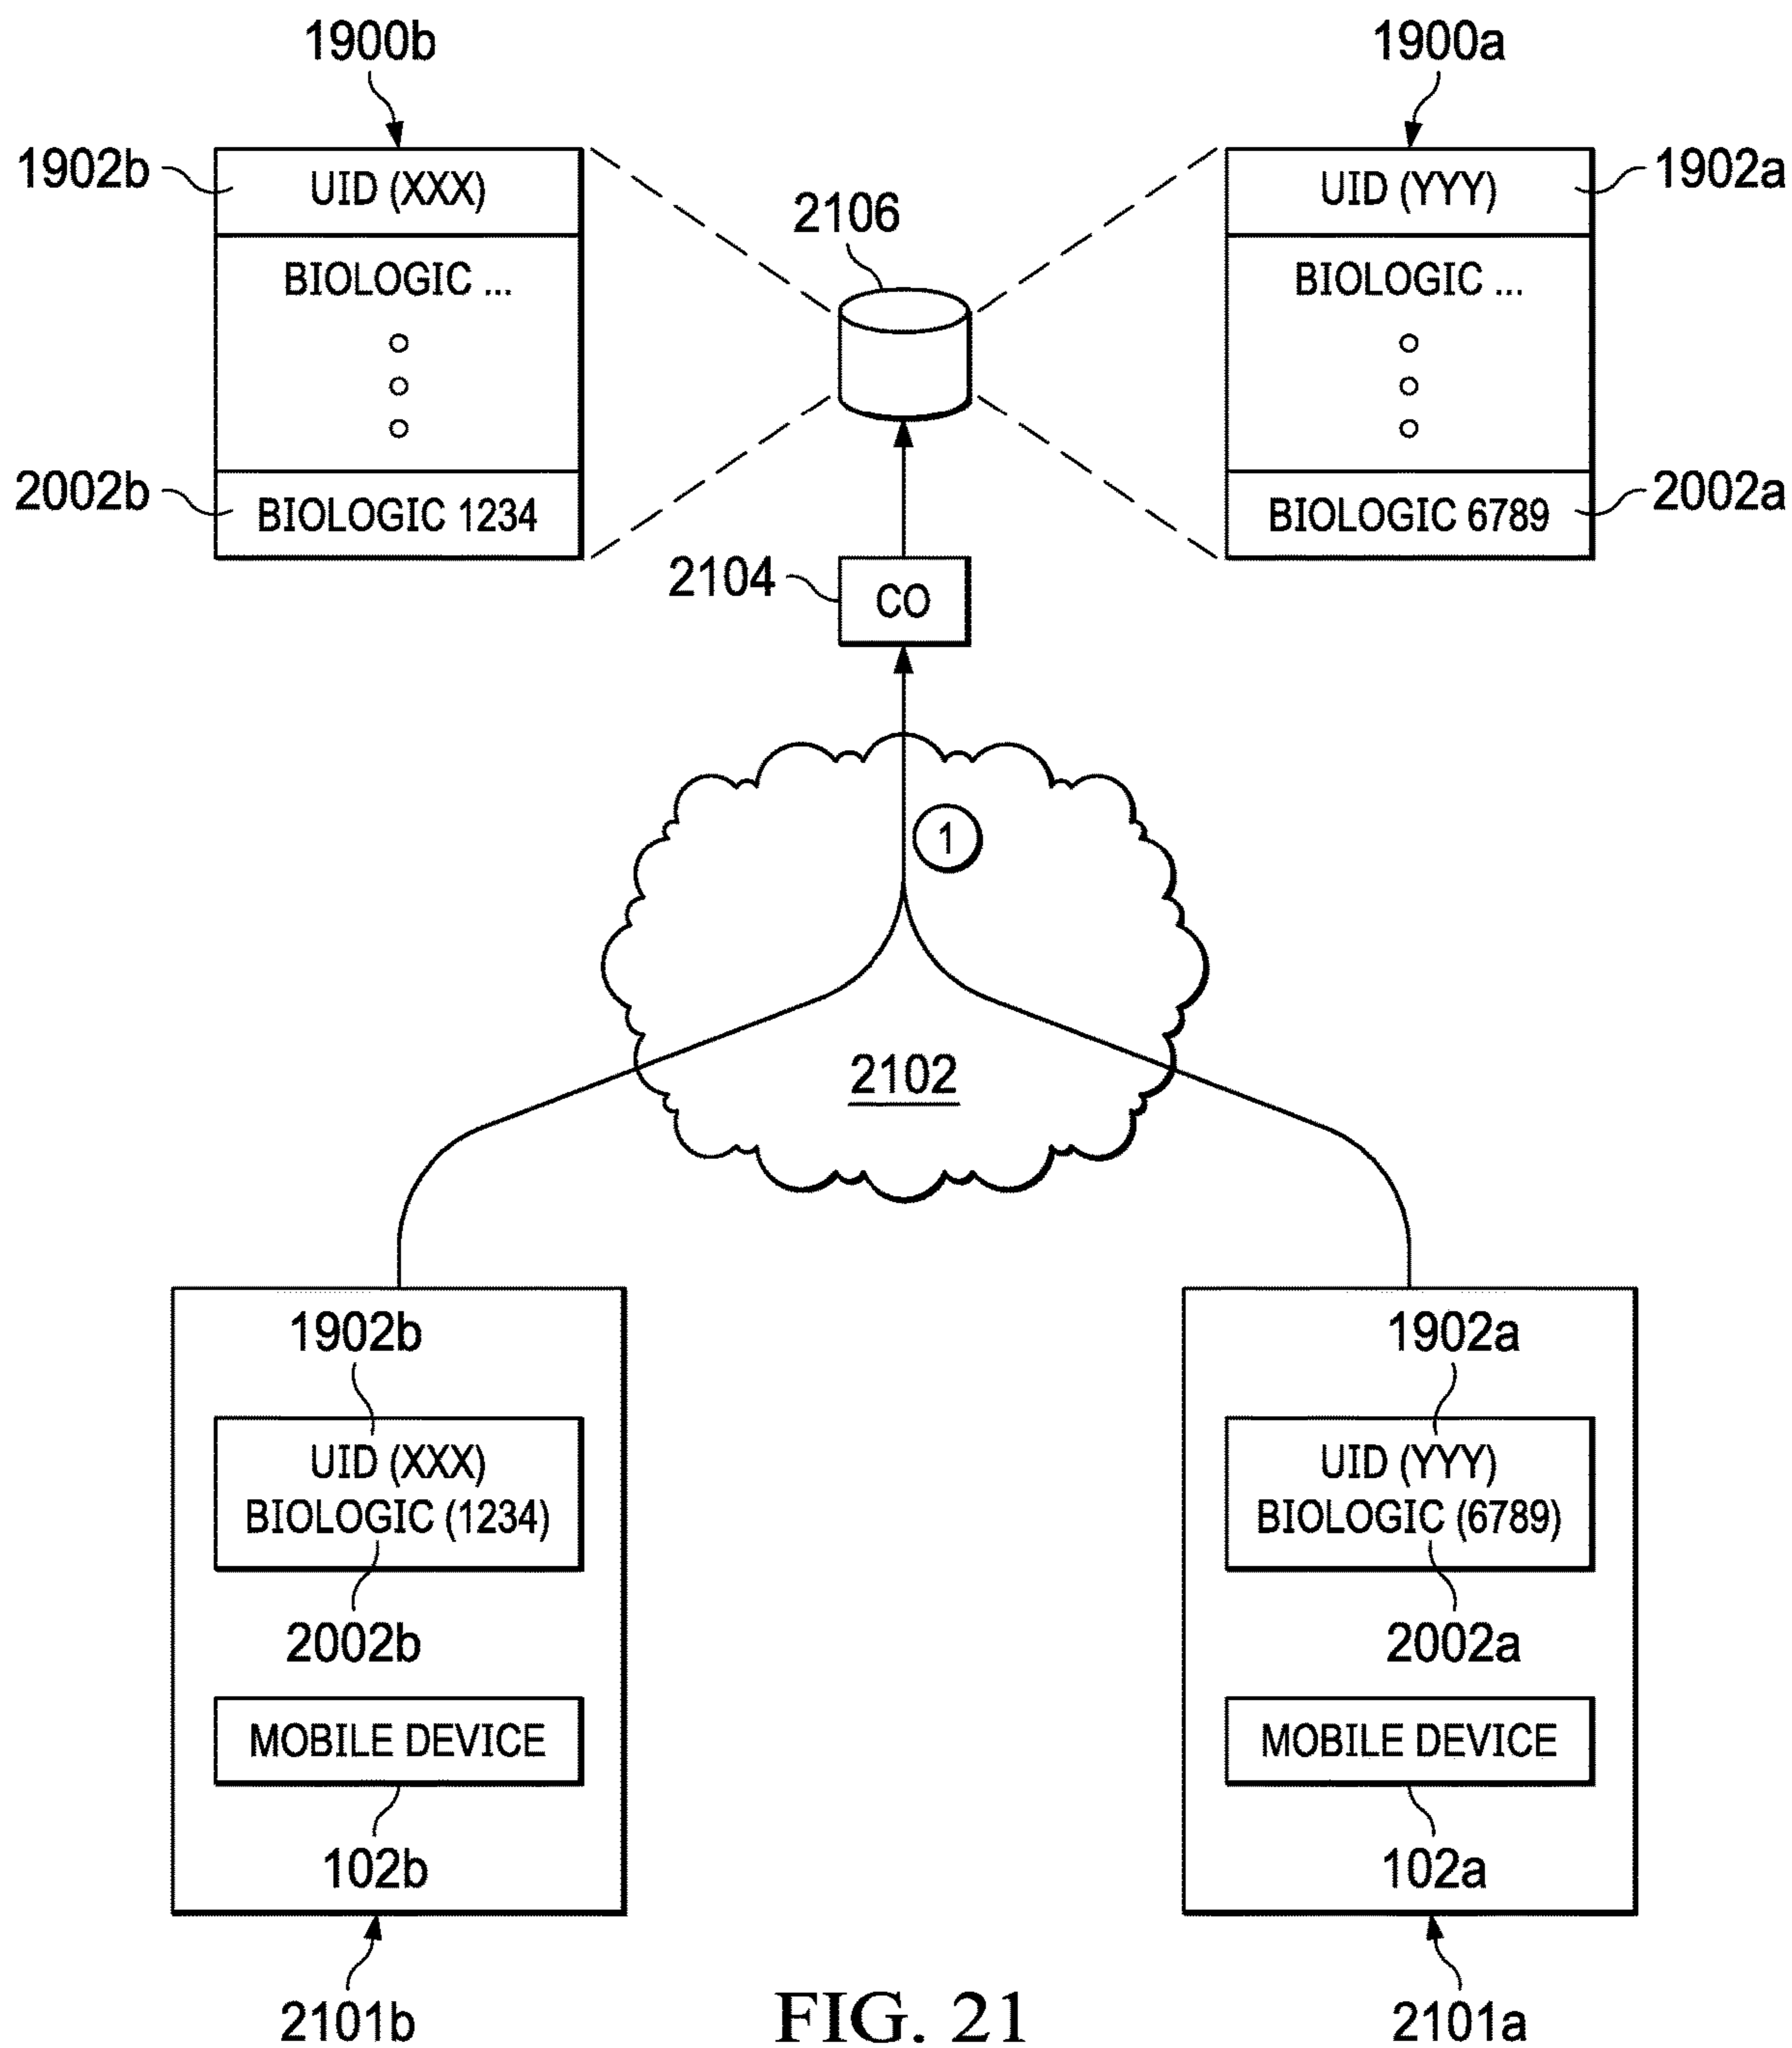 1900b
1900a
1902b
UID (XXX)
UID (YYY)
1902a
2106
BIOLOGIC ...
BIOLOGIC ...
2002b
BIOLOGIC 1234
BIOLOGIC 6789
2002a
2104
CO
1
2102
1902b
1902a
UID (XXX)
BIOLOGIC (1234)
UID (YYY)
BIOLOGIC (6789)
2002b
2002a
MOBILE DEVICE
MOBILE DEVICE
102b
102a
2101b
2101a
FIG. 21